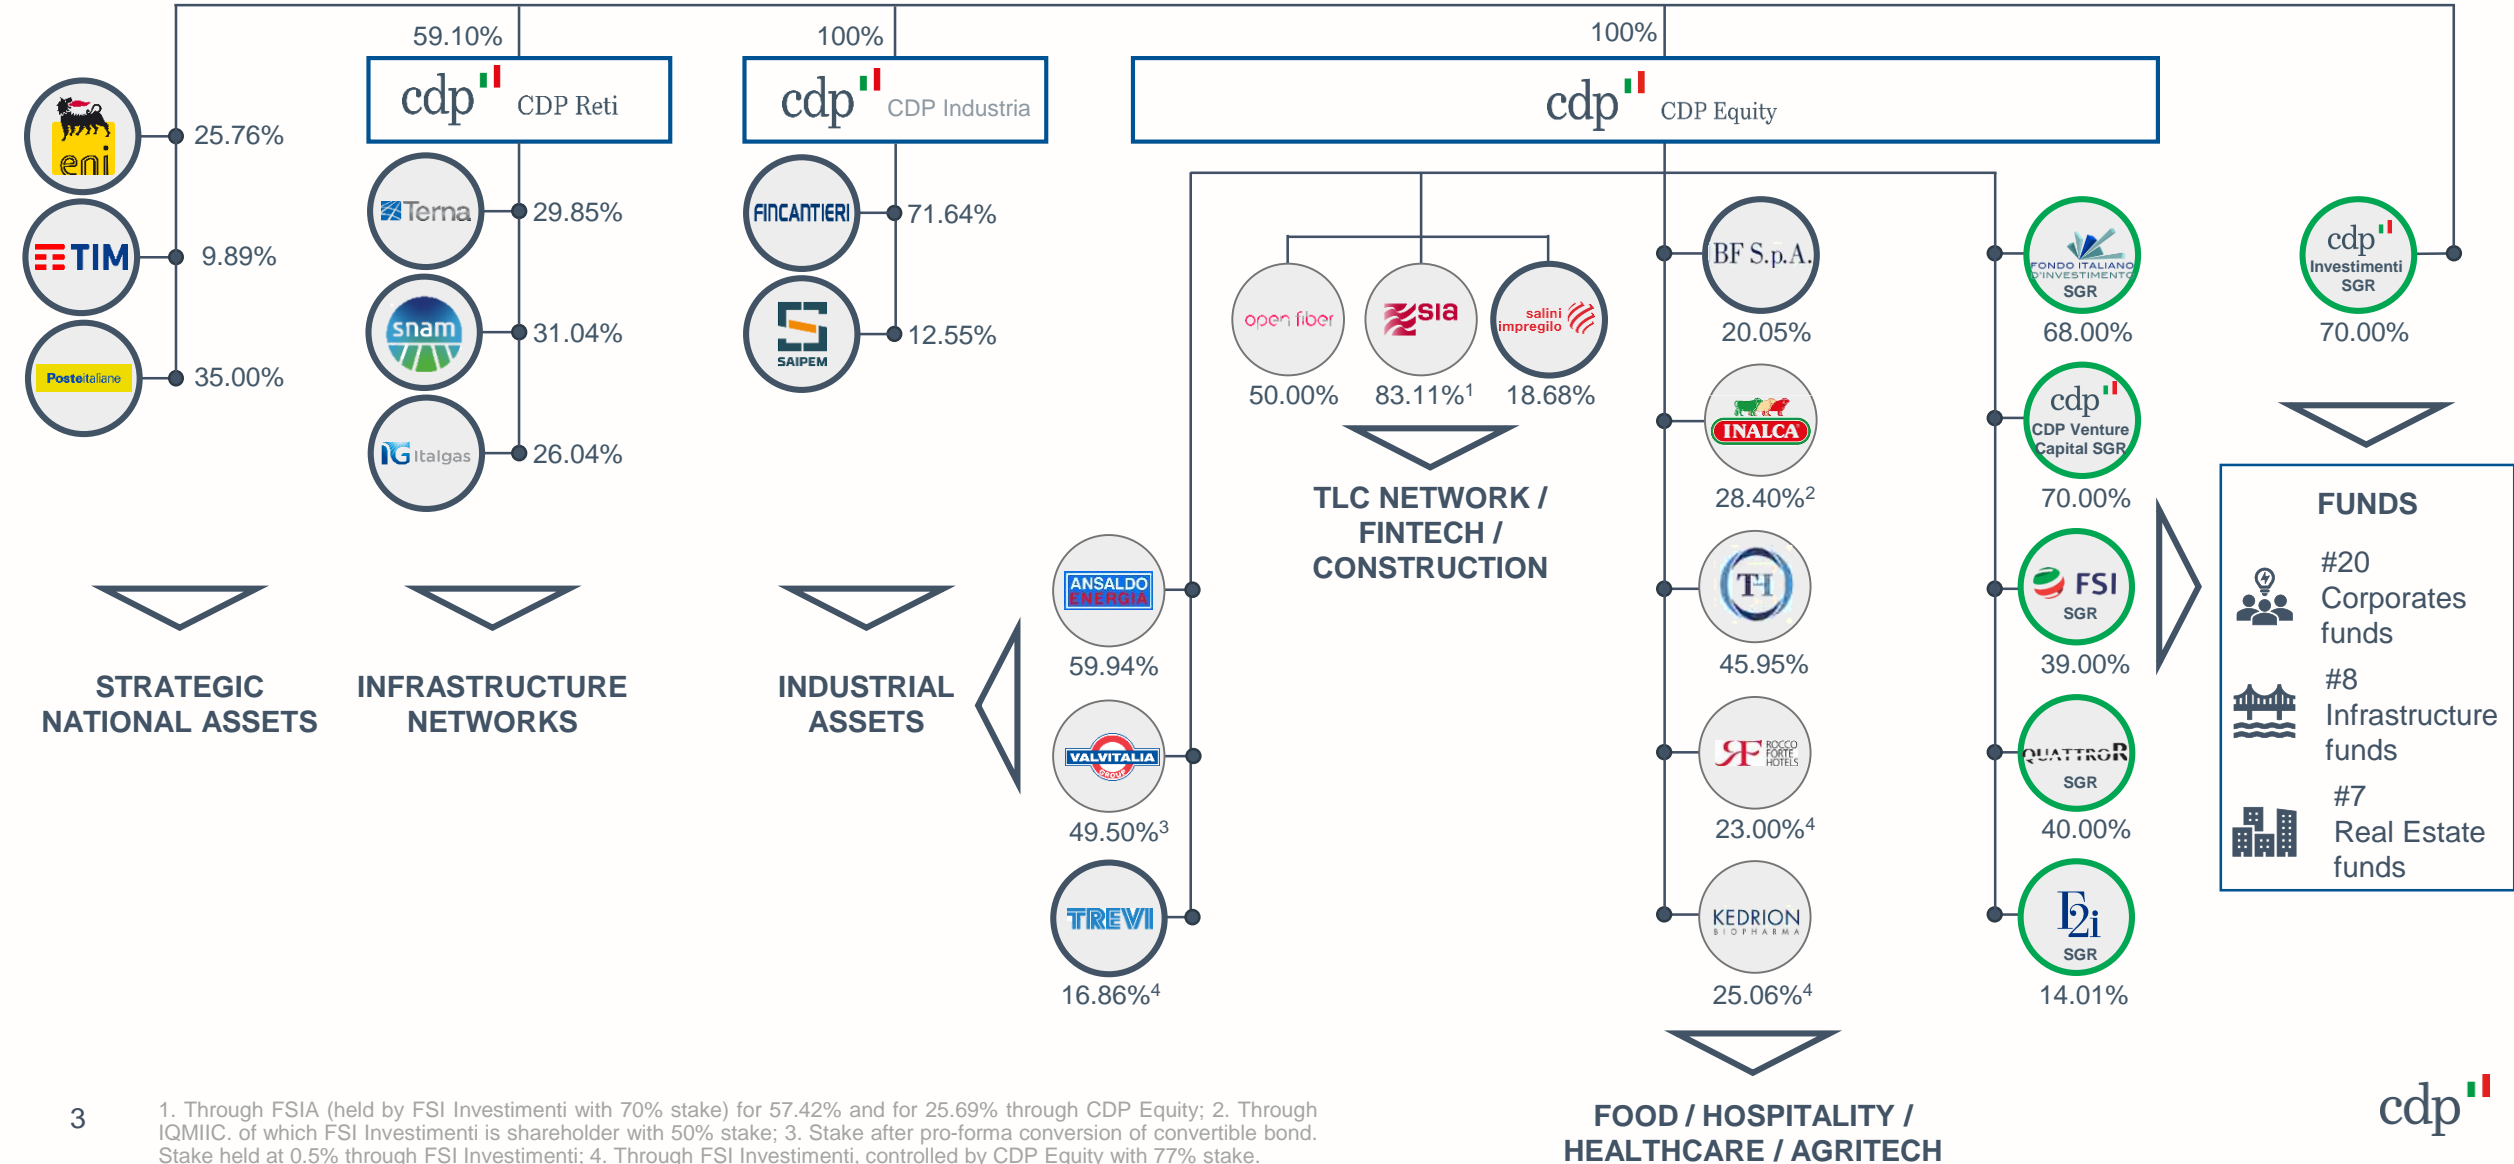 59.10%
100%
100%
cdp CDP Reti
cdp CDP Industria
cdp CDP Equity
eni
25.76%
TIM
9.89%
Posteitaliane
35.00%
Terna
29.85%
snam
31.04%
IG Italgas
26.04%
FINCANTIERI
71.64%
SAIPEM
12.55%
open fiber
50.00%
sia
83.11%1
salini
impregilo
18.68%
BF S.p.A.
20.05%
INALCA
28.40%2
TH
45.95%
ROCCO
FORTE
HOTELS
23.00%4
KEDRION
BIOPHARMA
25.06%4
FONDO ITALIANO
D'INVESTIMENTO
SGR
68.00%
cdp
CDP Venture
Capital SGR
70.00%
FSI
SGR
39.00%
QUATTROR
SGR
40.00%
F2i
SGR
14.01%
cdp
Investimenti
SGR
70.00%
ANSALDO
ENERGIA
59.94%
VALVITALIA
GROUP
49.50%3
TREVI
16.86%4
STRATEGIC
NATIONAL ASSETS
INFRASTRUCTURE
NETWORKS
INDUSTRIAL
ASSETS
TLC NETWORK /
FINTECH /
CONSTRUCTION
FOOD / HOSPITALITY /
HEALTHCARE / AGRITECH
FUNDS
#20
Corporates
funds
#8
Infrastructure
funds
#7
Real Estate
funds
3
1. Through FSIA (held by FSI Investimenti with 70% stake) for 57.42% and for 25.69% through CDP Equity; 2. Through
IQMIIC. of which FSI Investimenti is shareholder with 50% stake; 3. Stake after pro-forma conversion of convertible bond.
Stake held at 0.5% through FSI Investimenti; 4. Through FSI Investimenti, controlled by CDP Equity with 77% stake.
cdp